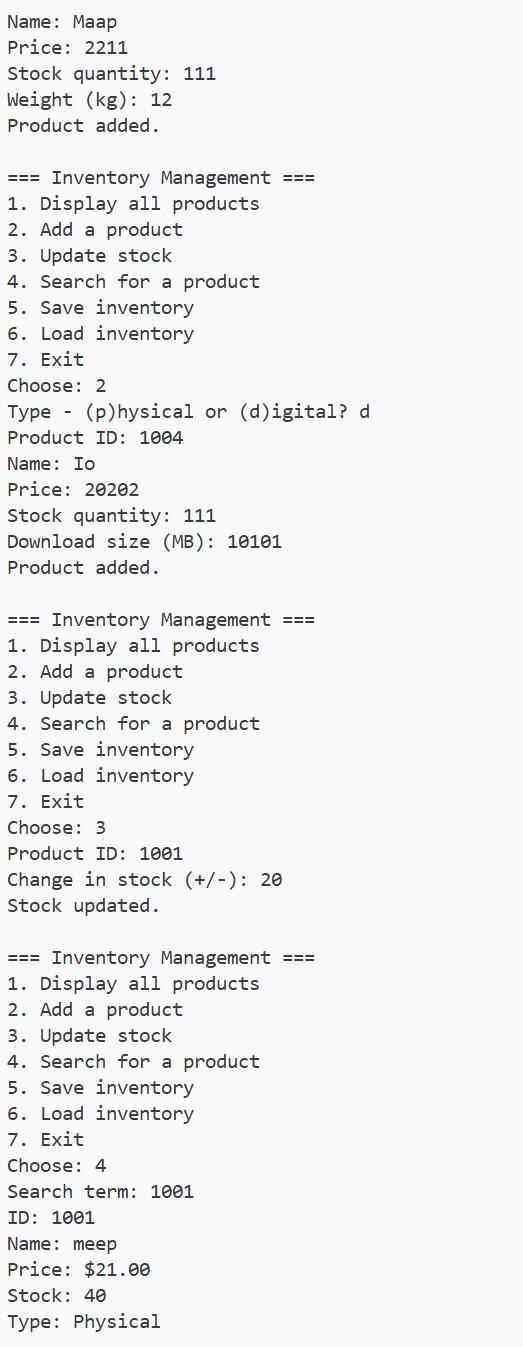 Name: Maap
Price: 2211
Stock quantity: 111
Weight (kg): 12
Product added.

=== Inventory Management ===
1. Display all products
2. Add a product
3. Update stock
4. Search for a product
5. Save inventory
6. Load inventory
7. Exit
Choose: 2
Type - (p)hysical or (d)igital? d
Product ID: 1004
Name: Io
Price: 20202
Stock quantity: 111
Download size (MB): 10101
Product added.

=== Inventory Management ===
1. Display all products
2. Add a product
3. Update stock
4. Search for a product
5. Save inventory
6. Load inventory
7. Exit
Choose: 3
Product ID: 1001
Change in stock (+/-): 20
Stock updated.

=== Inventory Management ===
1. Display all products
2. Add a product
3. Update stock
4. Search for a product
5. Save inventory
6. Load inventory
7. Exit
Choose: 4
Search term: 1001
ID: 1001
Name: meep
Price: $21.00
Stock: 40
Type: Physical